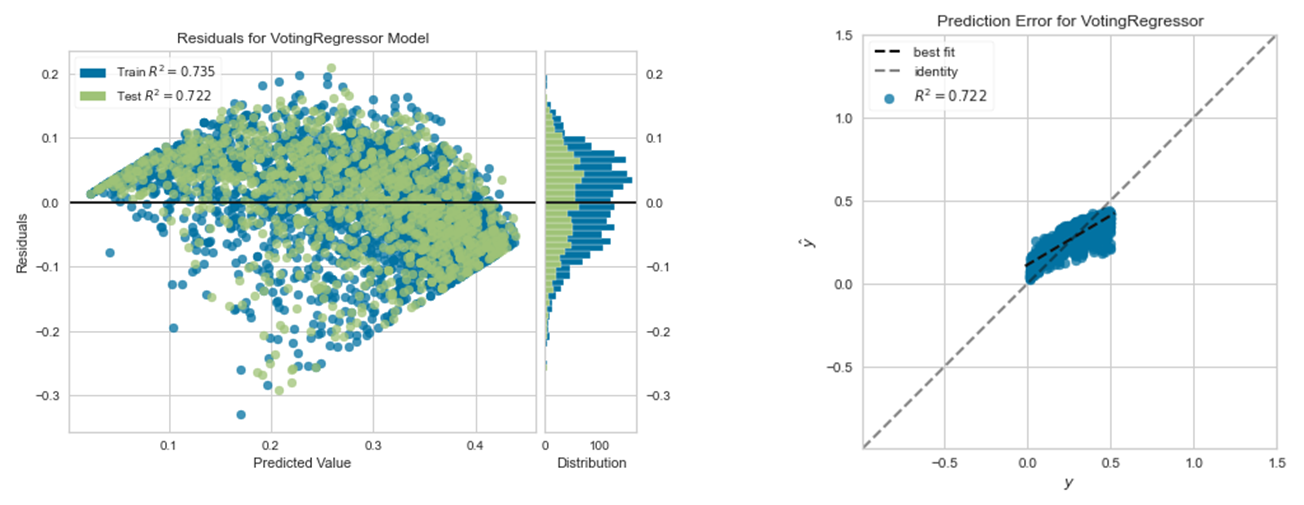 Residuals for VotingRegressor Model
Train R² = 0.735
Test R² = 0.722
0.2
0.1
0.0
−0.1
−0.2
−0.3
Residuals
0.1
0.2
0.3
0.4
Predicted Value
0.2
0.1
0.0
−0.1
−0.2
−0.3
0
100
Distribution
Prediction Error for VotingRegressor
best fit
identity
R² = 0.722
1.5
1.0
0.5
0.0
−0.5
ŷ
−0.5
0.0
0.5
1.0
1.5
y